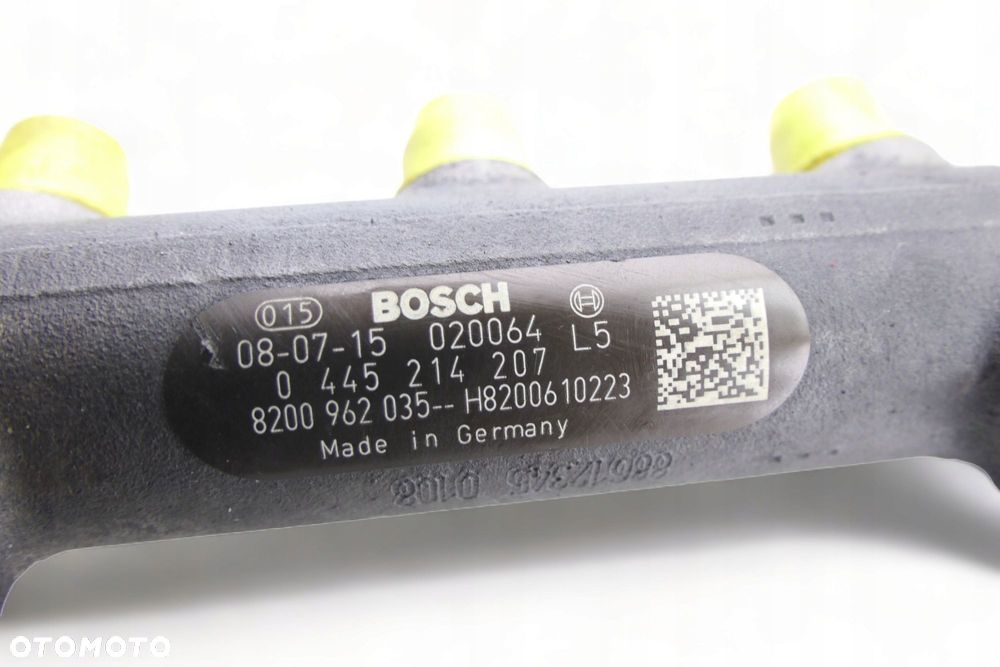 015 BOSCH
08-07-15 020064 L5
0 445 214 207
8200 962 035-- H8200610223
Made in Germany
OTOMOTO